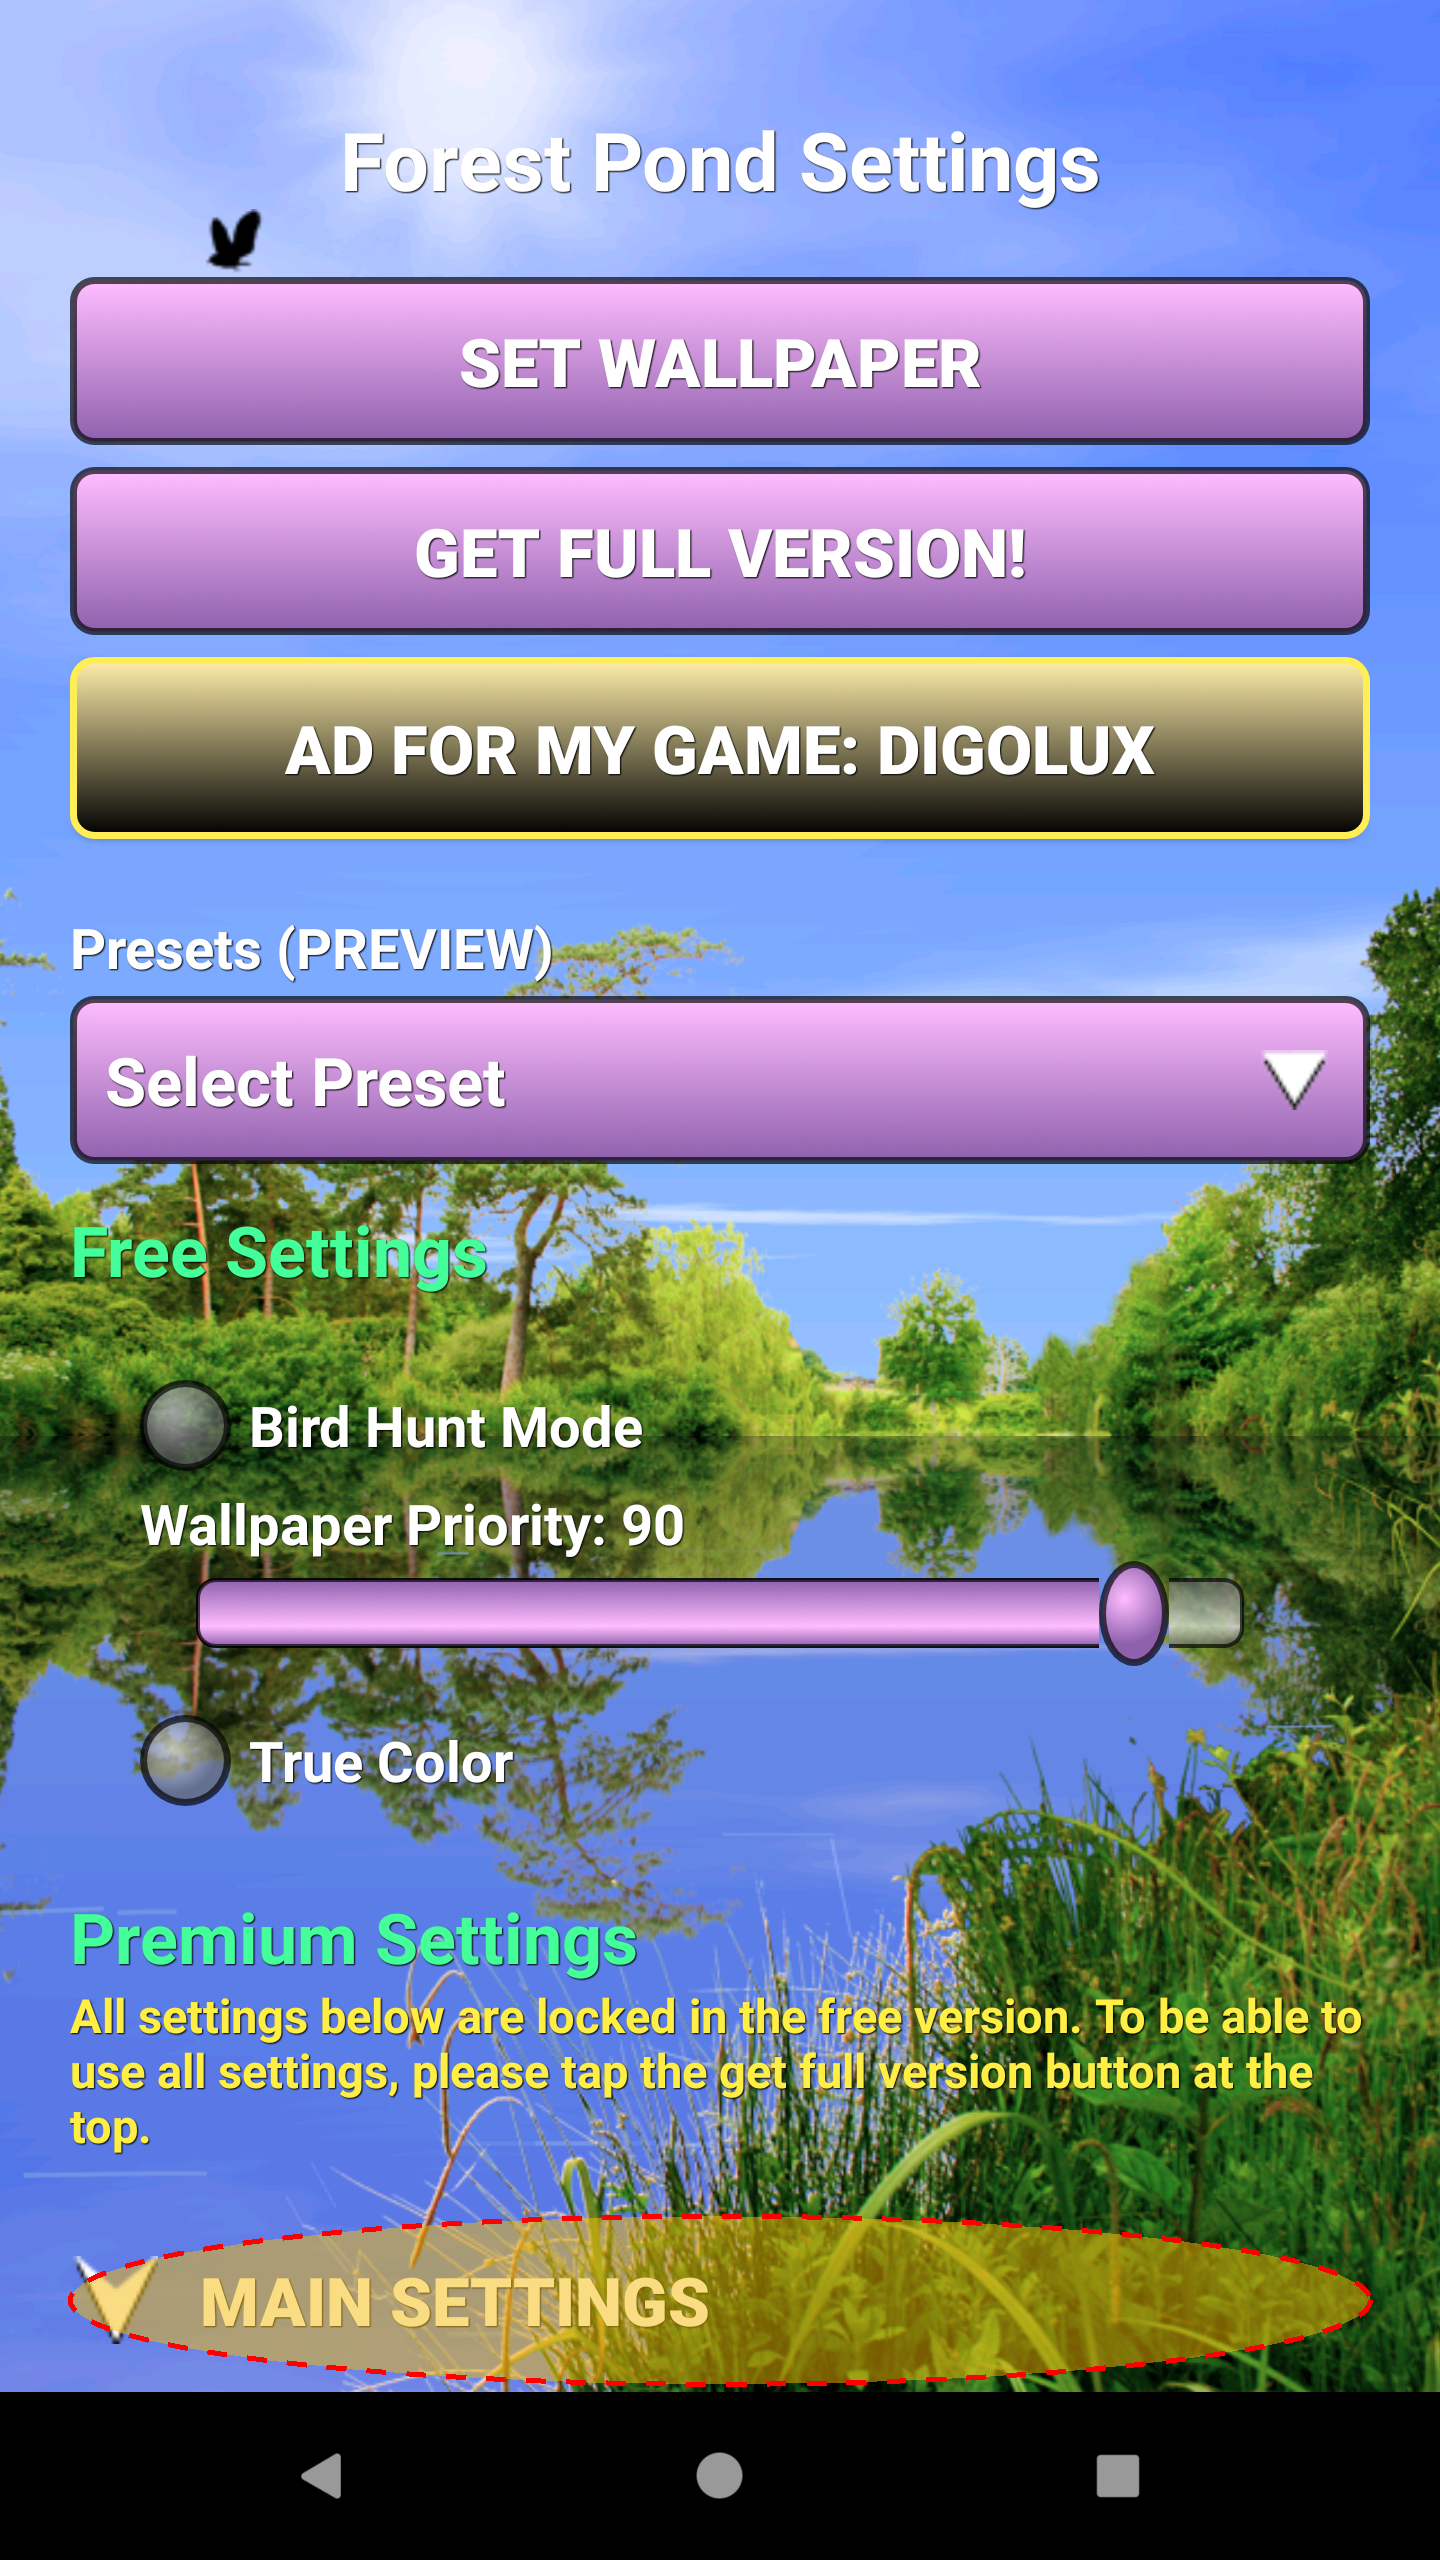 Forest Pond Settings
SET WALLPAPER
GET FULL VERSION!
AD FOR MY GAME: DIGOLUX
Presets (PREVIEW)
Select Preset
Free Settings
Bird Hunt Mode
Wallpaper Priority: 90
True Color
Premium Settings
All settings below are locked in the free version. To be able to
use all settings, please tap the get full version button at the
top.
MAIN SETTINGS